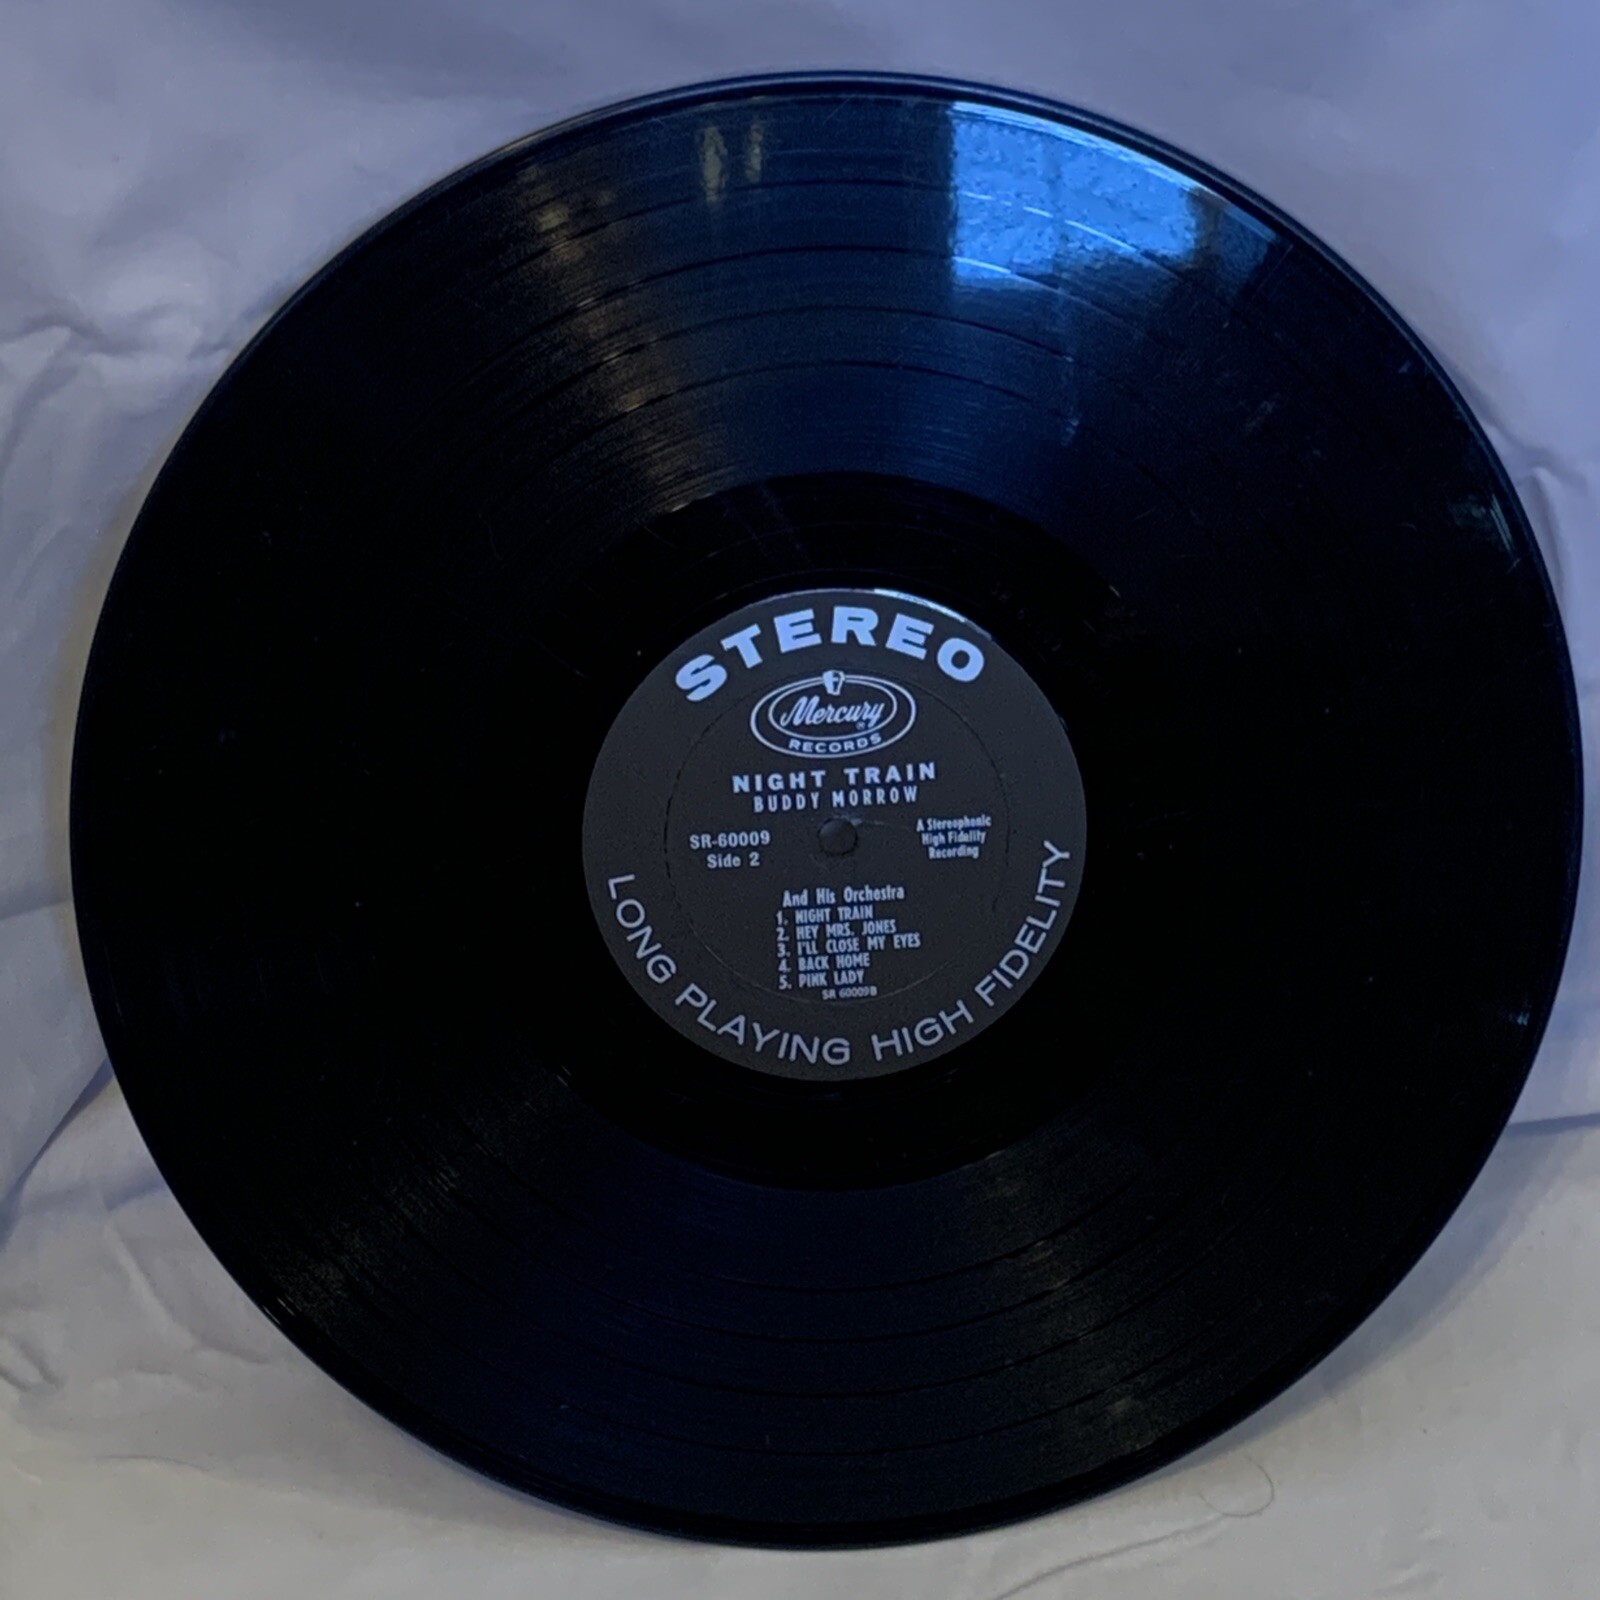 STEREO
Mercury
RECORDS
NIGHT TRAIN
BUDDY MORROW
SR-60009
Side 2
A Stereophonic
High Fidelity
Recording
And His Orchestra
1. NIGHT TRAIN
2. HEY MRS. JONES
3. I'LL CLOSE MY EYES
4. BACK HOME
5. PINK LADY
SR 60009B
LONG PLAYING HIGH FIDELITY